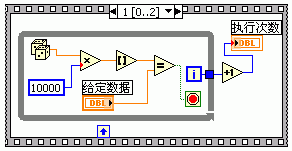 1 [0..2]
执行次数
DBL
×
[ ]
=
i
+1
10000
给定数据
DBL